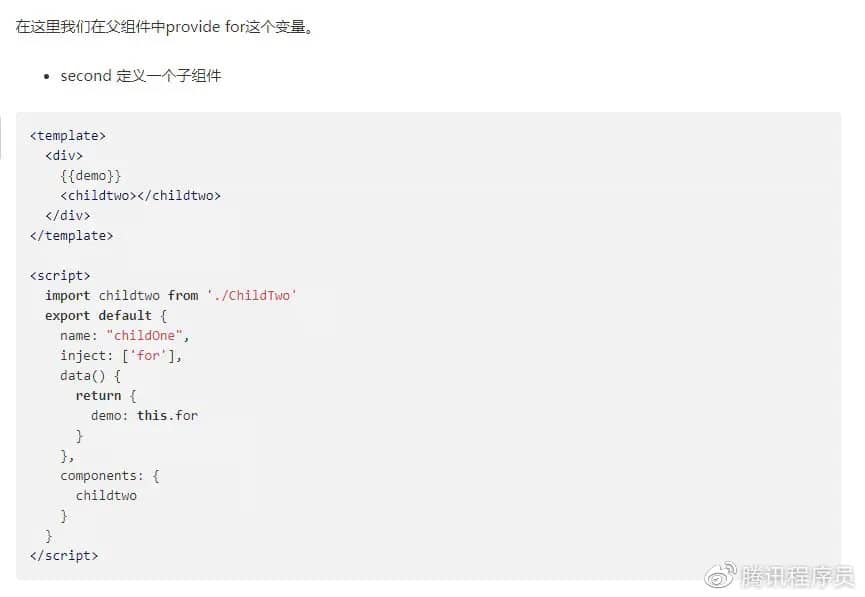 在这里我们在父组件中provide for这个变量。
• second 定义一个子组件
<template>
  <div>
    {{demo}}
    <childtwo></childtwo>
  </div>
</template>

<script>
  import childtwo from './ChildTwo'
  export default {
    name: "childOne",
    inject: ['for'],
    data() {
      return {
        demo: this.for
      }
    },
    components: {
      childtwo
    }
  }
</script>
腾讯程序员